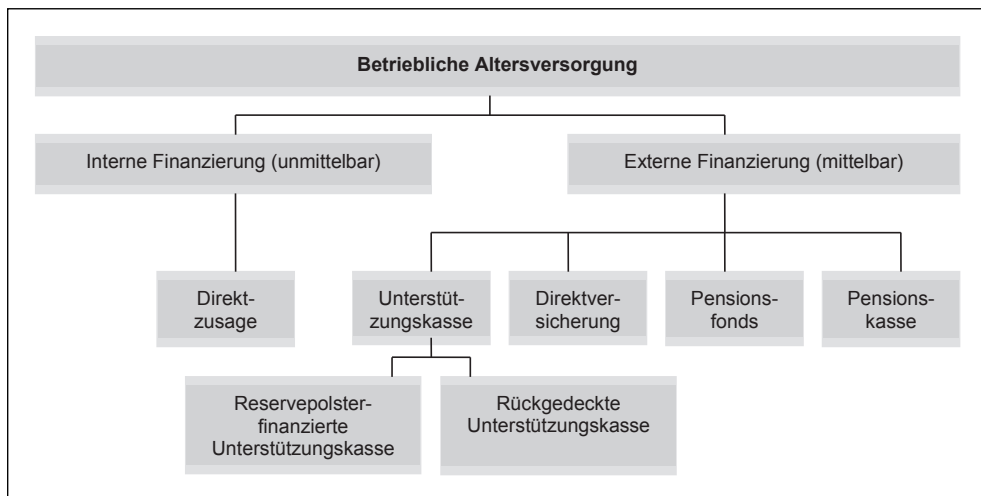 Betriebliche Altersversorgung
Interne Finanzierung (unmittelbar)
Externe Finanzierung (mittelbar)
Direkt-
zusage
Unterstüt-
zungskasse
Direktver-
sicherung
Pensions-
fonds
Pensions-
kasse
Reservepolster-
finanzierte
Unterstützungskasse
Rückgedeckte
Unterstützungskasse